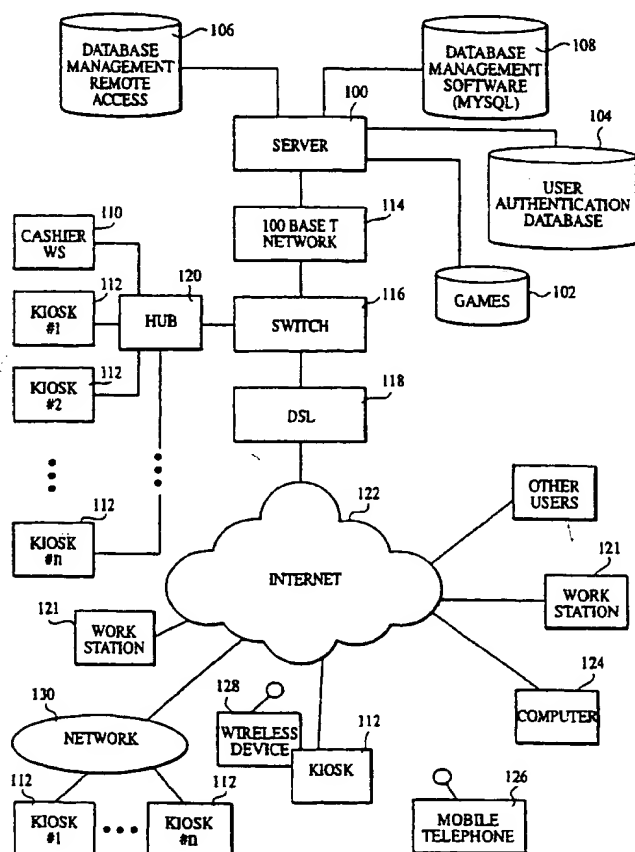 106
DATABASE
MANAGEMENT
REMOTE
ACCESS
DATABASE
MANAGEMENT
SOFTWARE
(MYSQL)
108
100
SERVER
104
USER
AUTHENTICATION
DATABASE
110
CASHIER
WS
114
100 BASE T
NETWORK
GAMES
102
112
KIOSK
#1
120
HUB
116
SWITCH
112
KIOSK
#2
118
DSL
112
KIOSK
#n
122
INTERNET
OTHER
USERS
121
WORK
STATION
121
WORK
STATION
124
COMPUTER
130
NETWORK
128
WIRELESS
DEVICE
112
KIOSK
112
KIOSK
#1
112
KIOSK
#n
126
MOBILE
TELEPHONE